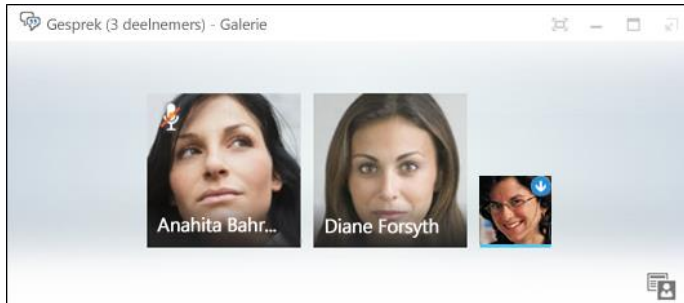 Gesprek (3 deelnemers) - Galerie
Anahita Bahr...
Diane Forsyth